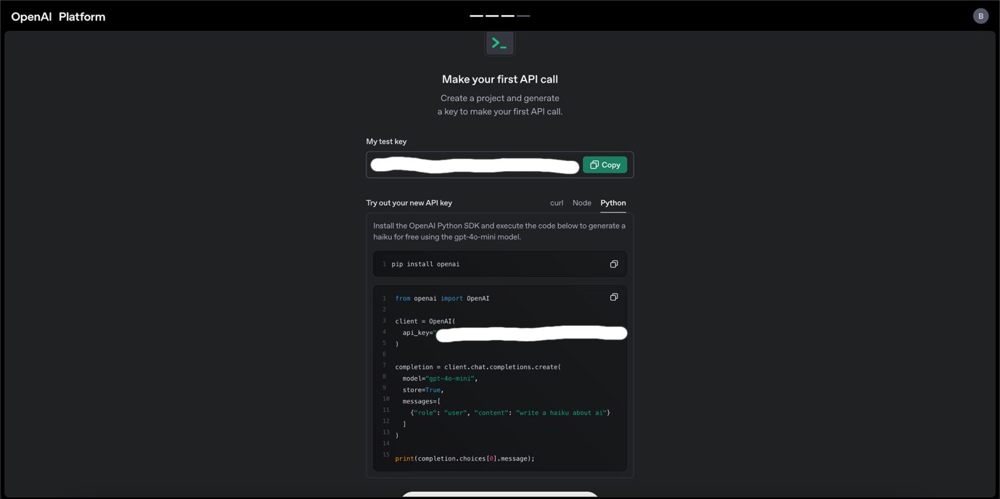 OpenAI Platform
B
>_
Make your first API call
Create a project and generate
a key to make your first API call.
My test key
Copy
Try out your new API key
curl Node Python
Install the OpenAI Python SDK and execute the code below to generate a
haiku for free using the gpt-4o-mini model.
1 pip install openai
1 from openai import OpenAI
2
3 client = OpenAI(
4 api_key="
5 )
6
7 completion = client.chat.completions.create(
8 model="gpt-4o-mini",
9 store=True,
10 messages=[
11 {"role": "user", "content": "write a haiku about ai"}
12 ]
13 )
14
15 print(completion.choices[0].message);